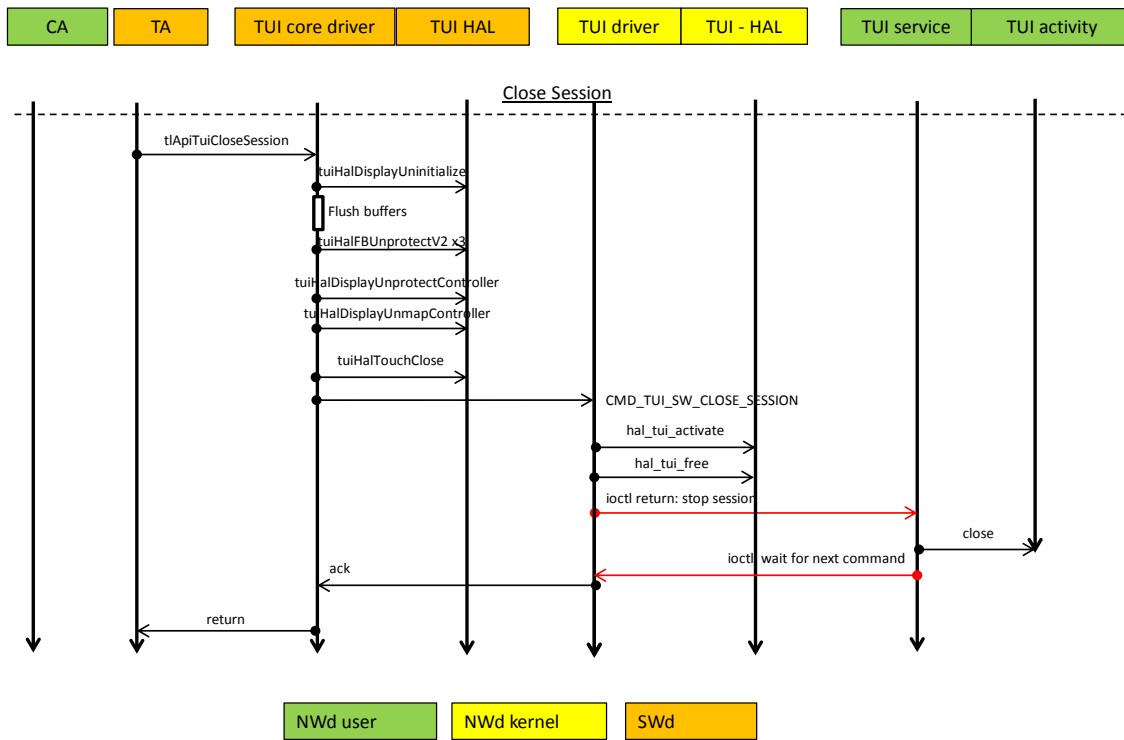 CA
TA
TUI core driver
TUI HAL
TUI driver
TUI - HAL
TUI service
TUI activity
Close Session
tlApiTuiCloseSession
tuiHalDisplayUninitialize
Flush buffers
tuiHalFBUnprotectV2 x3
tuiHalDisplayUnprotectController
tuiHalDisplayUnmapController
tuiHalTouchClose
CMD_TUI_SW_CLOSE_SESSION
hal_tui_activate
hal_tui_free
ioctl return: stop session
close
ioctl wait for next command
ack
return
NWd user
NWd kernel
SWd